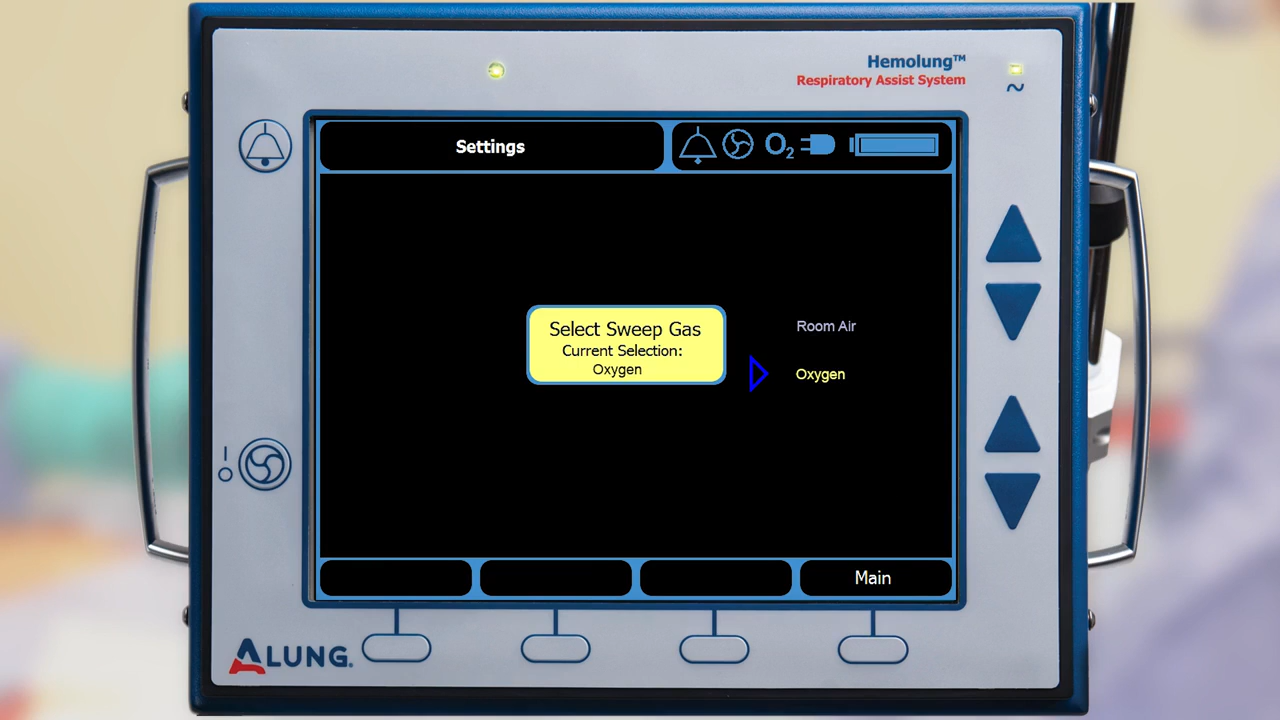 Hemolung™
Respiratory Assist System
Settings
O2
Select Sweep Gas
Current Selection:
Oxygen
Room Air
Oxygen
Main
ALUNG®